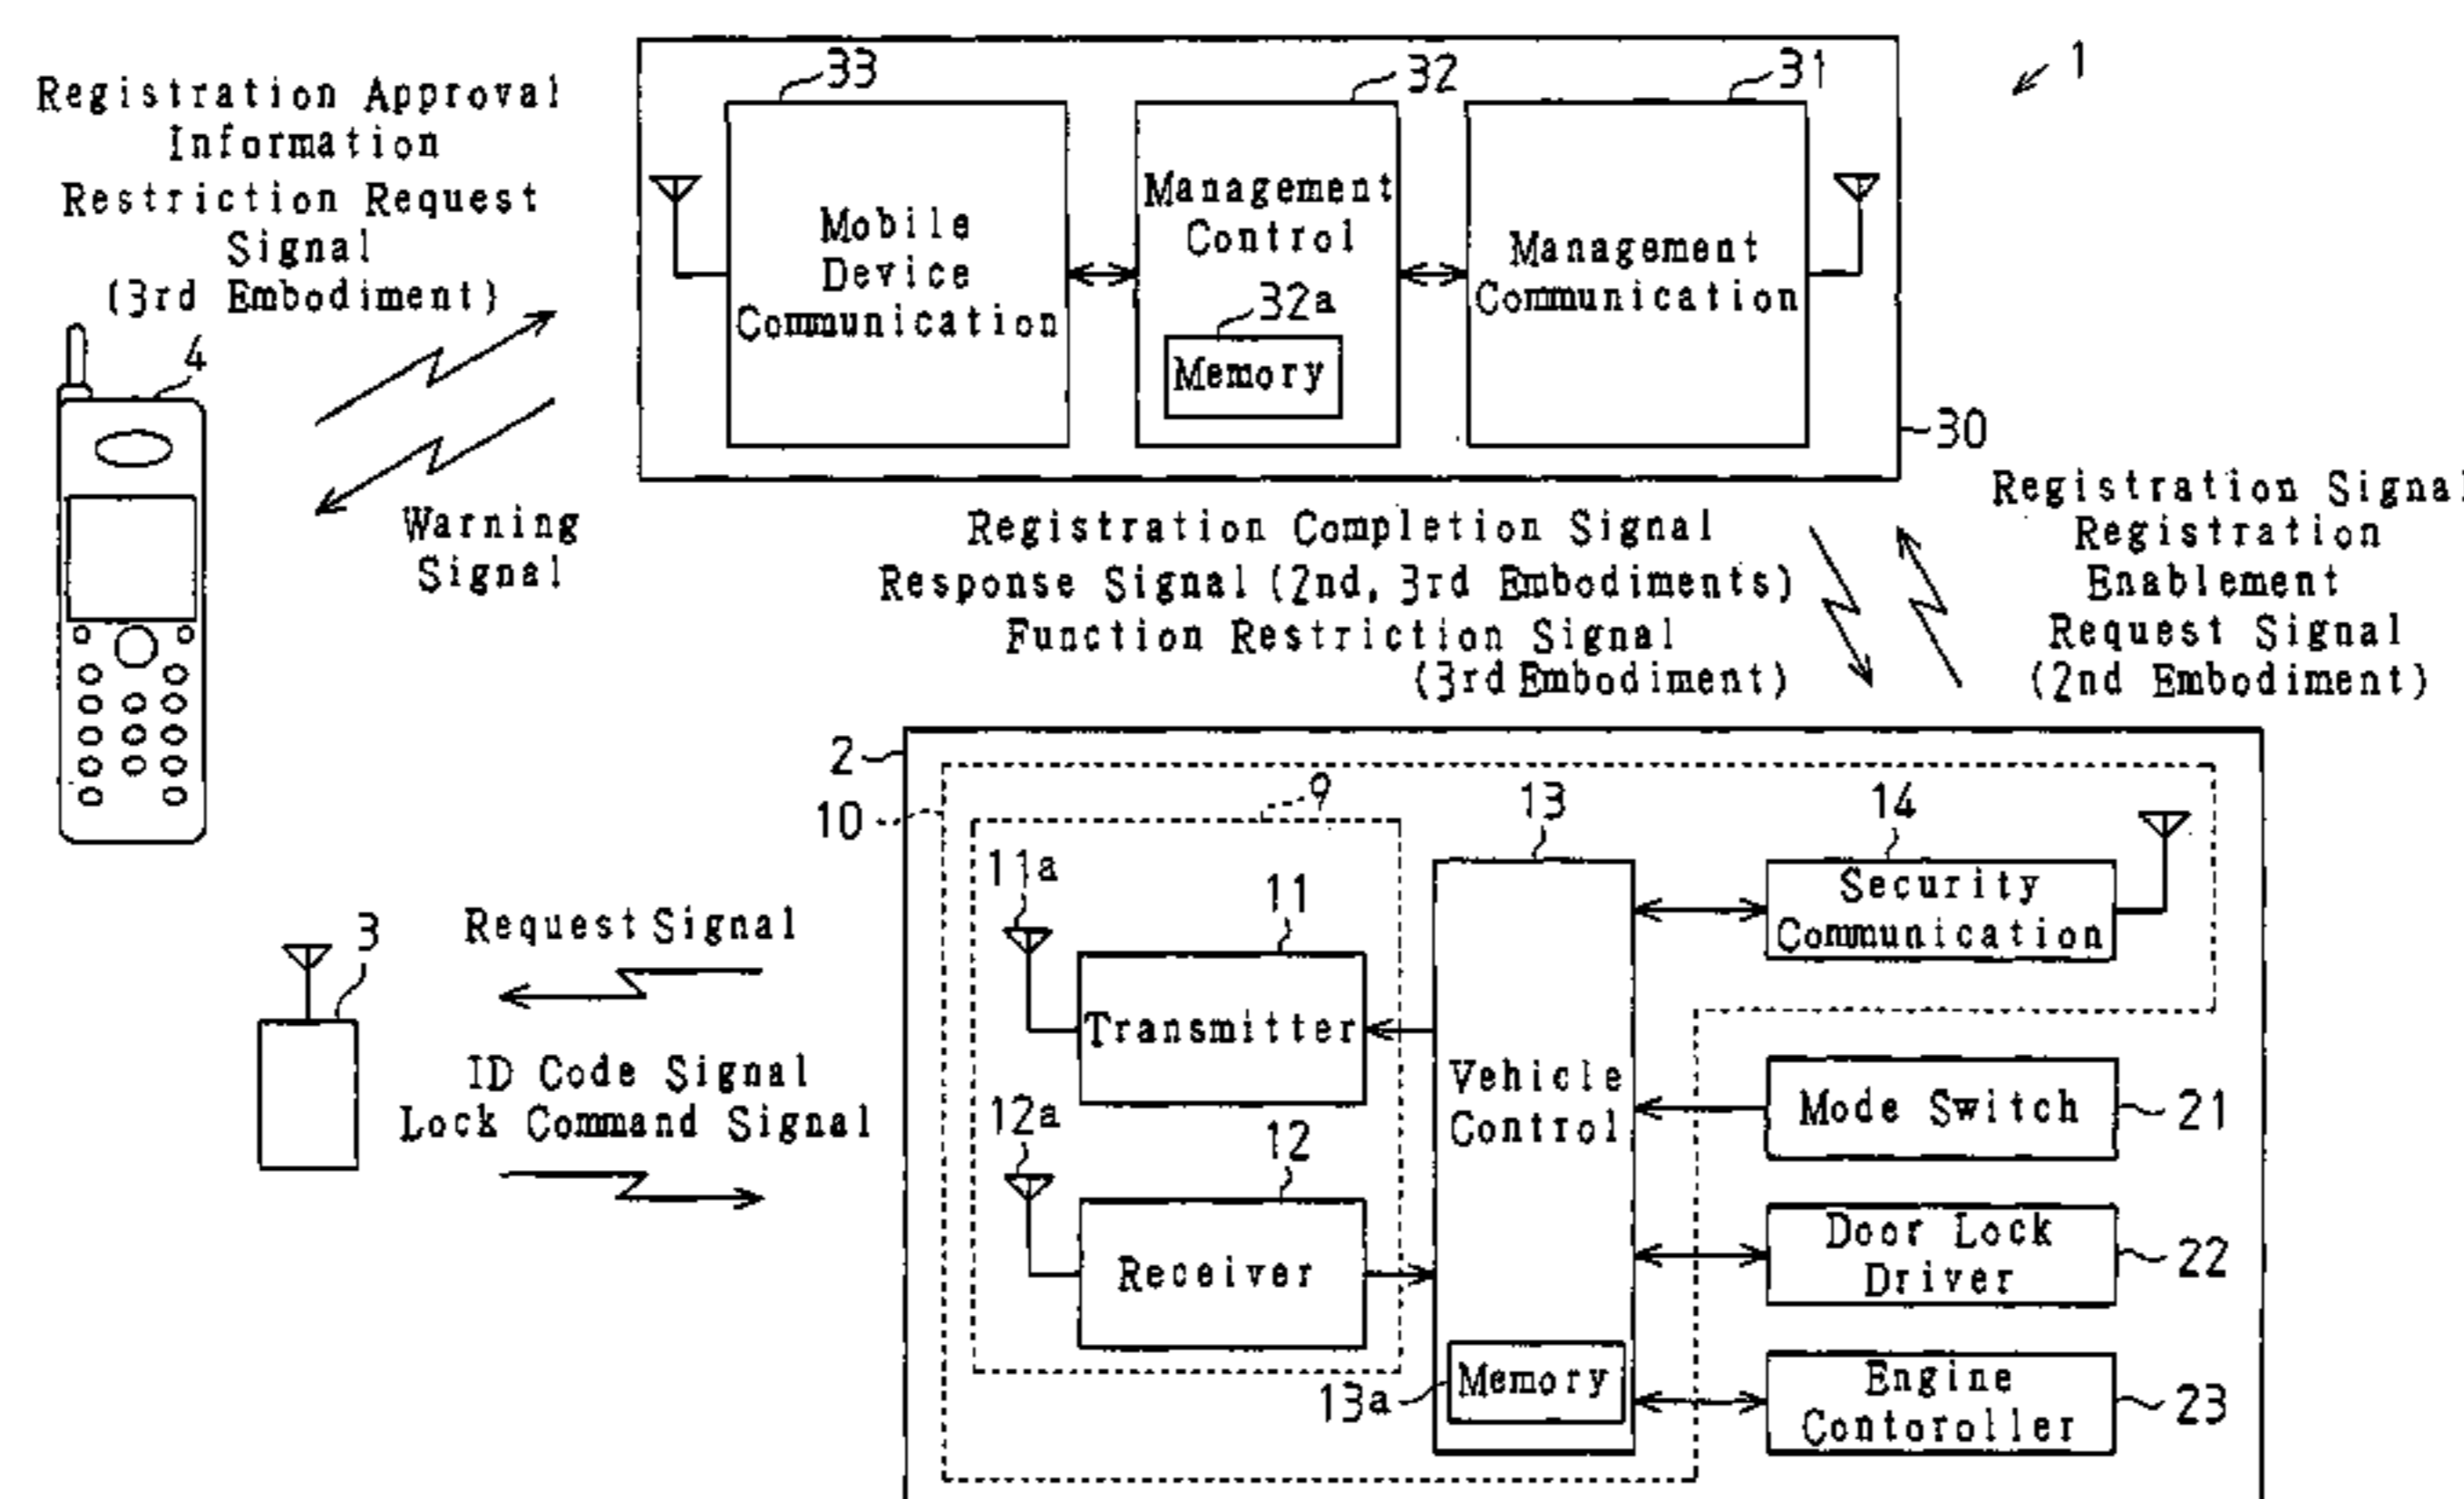 1
33
32
31
Registration Approval
Information
Restriction Request
Signal
(3rd Embodiment)
Mobile
Device
Communication
Management
Control
32a
Memory
Management
Communication
30
4
Warning
Signal
Registration Completion Signal
Response Signal (2nd, 3rd Embodiments)
Function Restriction Signal
(3rd Embodiment)
Registration Signal
Registration
Enablement
Request Signal
(2nd Embodiment)
2
10
9
13
14
11a
11
Security
Communication
3
Request Signal
Transmitter
ID Code Signal
Lock Command Signal
Vehicle
Control
Mode Switch
21
12a
12
Receiver
Door Lock
Driver
22
13a
Memory
Engine
Contoroller
23